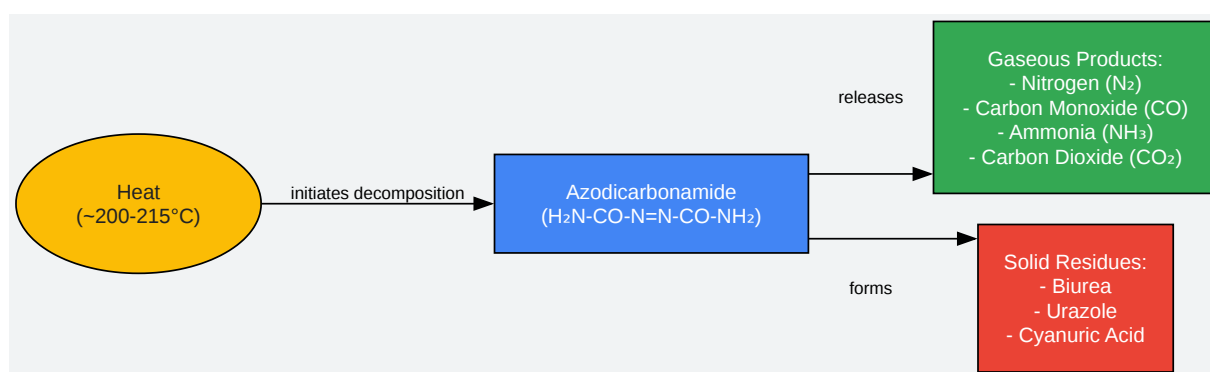 Heat
(~200-215°C)
initiates decomposition
Azodicarbonamide
(H₂N-CO-N=N-CO-NH₂)
releases
Gaseous Products:
- Nitrogen (N₂)
- Carbon Monoxide (CO)
- Ammonia (NH₃)
- Carbon Dioxide (CO₂)
forms
Solid Residues:
- Biurea
- Urazole
- Cyanuric Acid